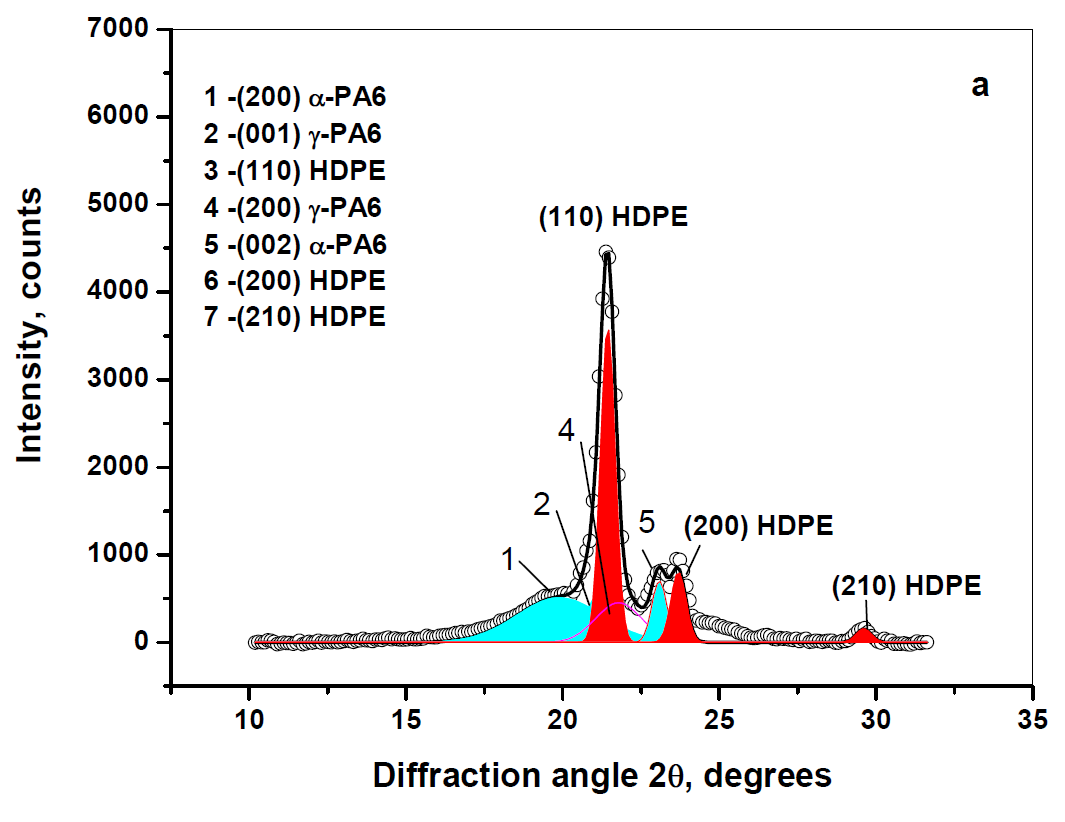 7000
6000
5000
4000
3000
2000
1000
0
Intensity, counts
a
1 -(200) α-PA6
2 -(001) γ-PA6
3 -(110) HDPE
4 -(200) γ-PA6
5 -(002) α-PA6
6 -(200) HDPE
7 -(210) HDPE
(110) HDPE
4
2
5
(200) HDPE
1
(210) HDPE
10 15 20 25 30 35
Diffraction angle 2θ, degrees